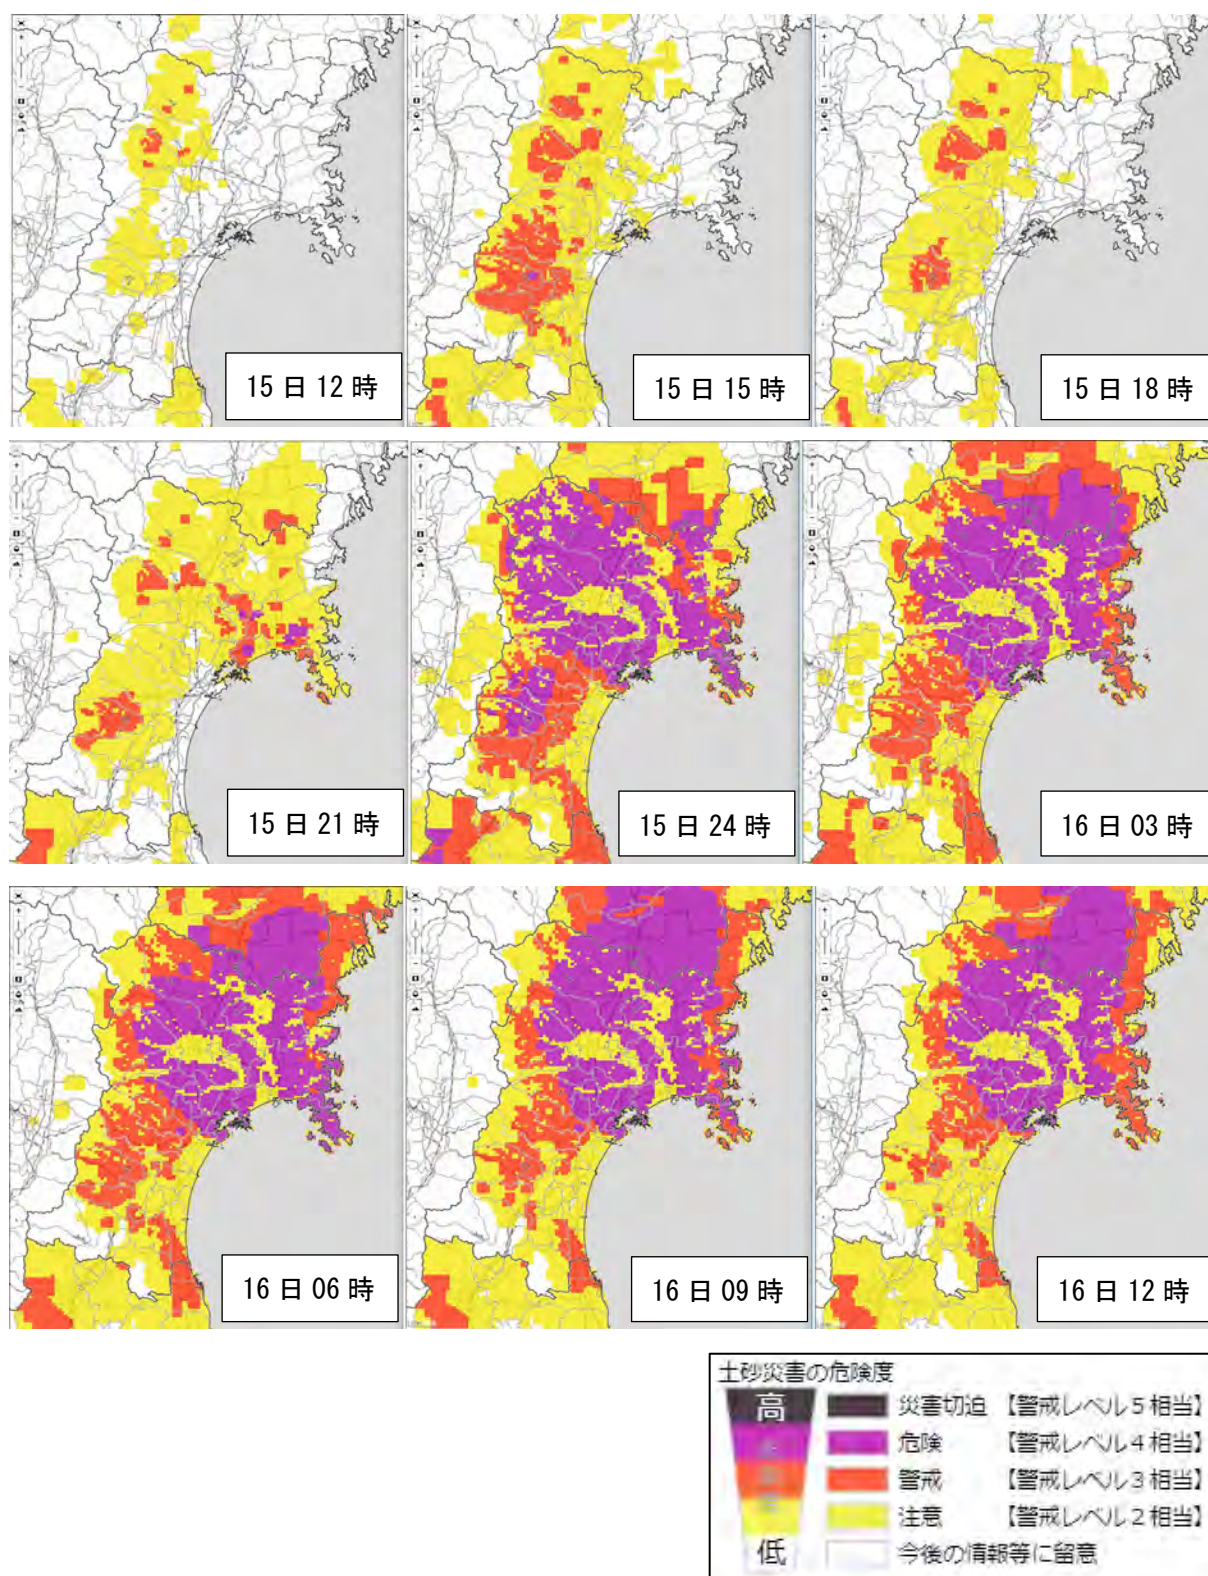 15 日 12 時
15 日 15 時
15 日 18 時
15 日 21 時
15 日 24 時
16 日 03 時
16 日 06 時
16 日 09 時
16 日 12 時
土砂災害の危険度
高
災害切迫 【警戒レベル5相当】
危険 【警戒レベル4相当】
警戒 【警戒レベル3相当】
注意 【警戒レベル2相当】
低
今後の情報等に留意